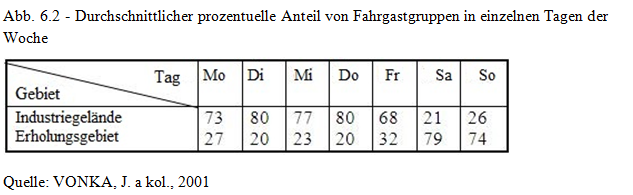 Abb. 6.2 - Durchschnittlicher prozentuelle Anteil von Fahrgastgruppen in einzelnen Tagen der
Woche
Tag Mo Di Mi Do Fr Sa So
Gebiet
Industriegelände 73 80 77 80 68 21 26
Erholungsgebiet 27 20 23 20 32 79 74
Quelle: VONKA, J. a kol., 2001